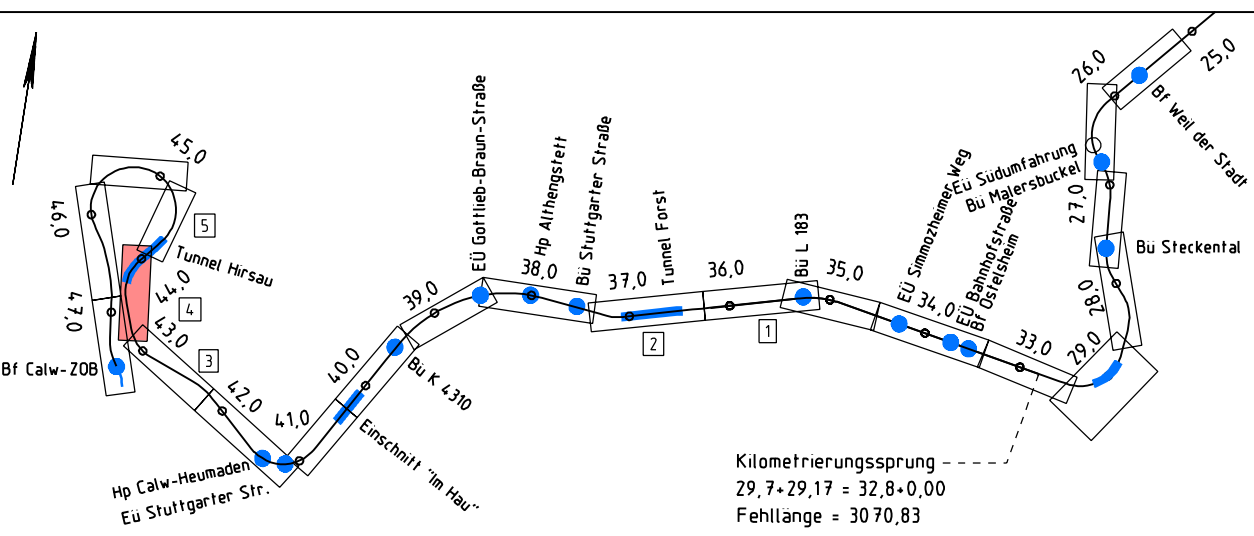 25,0
26,0
Bf Weil der Stadt
Eü Südumfahrung
Bü Malersbuckel
27,0
Bü Steckental
28,0
29,0
33,0
34,0
Eü Simmozheimer Weg
EÜ Bahnhofstraße
Bf Ostelsheim
35,0
Bü L 183
36,0
1
37,0
Tunnel Forst
2
38,0
Bü Stuttgarter Straße
Hp Althengstett
EÜ Gottlieb-Braun-Straße
39,0
Bü K 4310
40,0
Einschnitt "Im Hau"
41,0
42,0
Hp Calw-Heumaden
Eü Stuttgarter Str.
43,0
3
44,0
4
Tunnel Hirsau
5
45,0
46,0
47,0
Bf Calw-ZOB
Kilometrierungssprung
29,7+29,17 = 32,8+0,00
Fehllänge = 3070,83